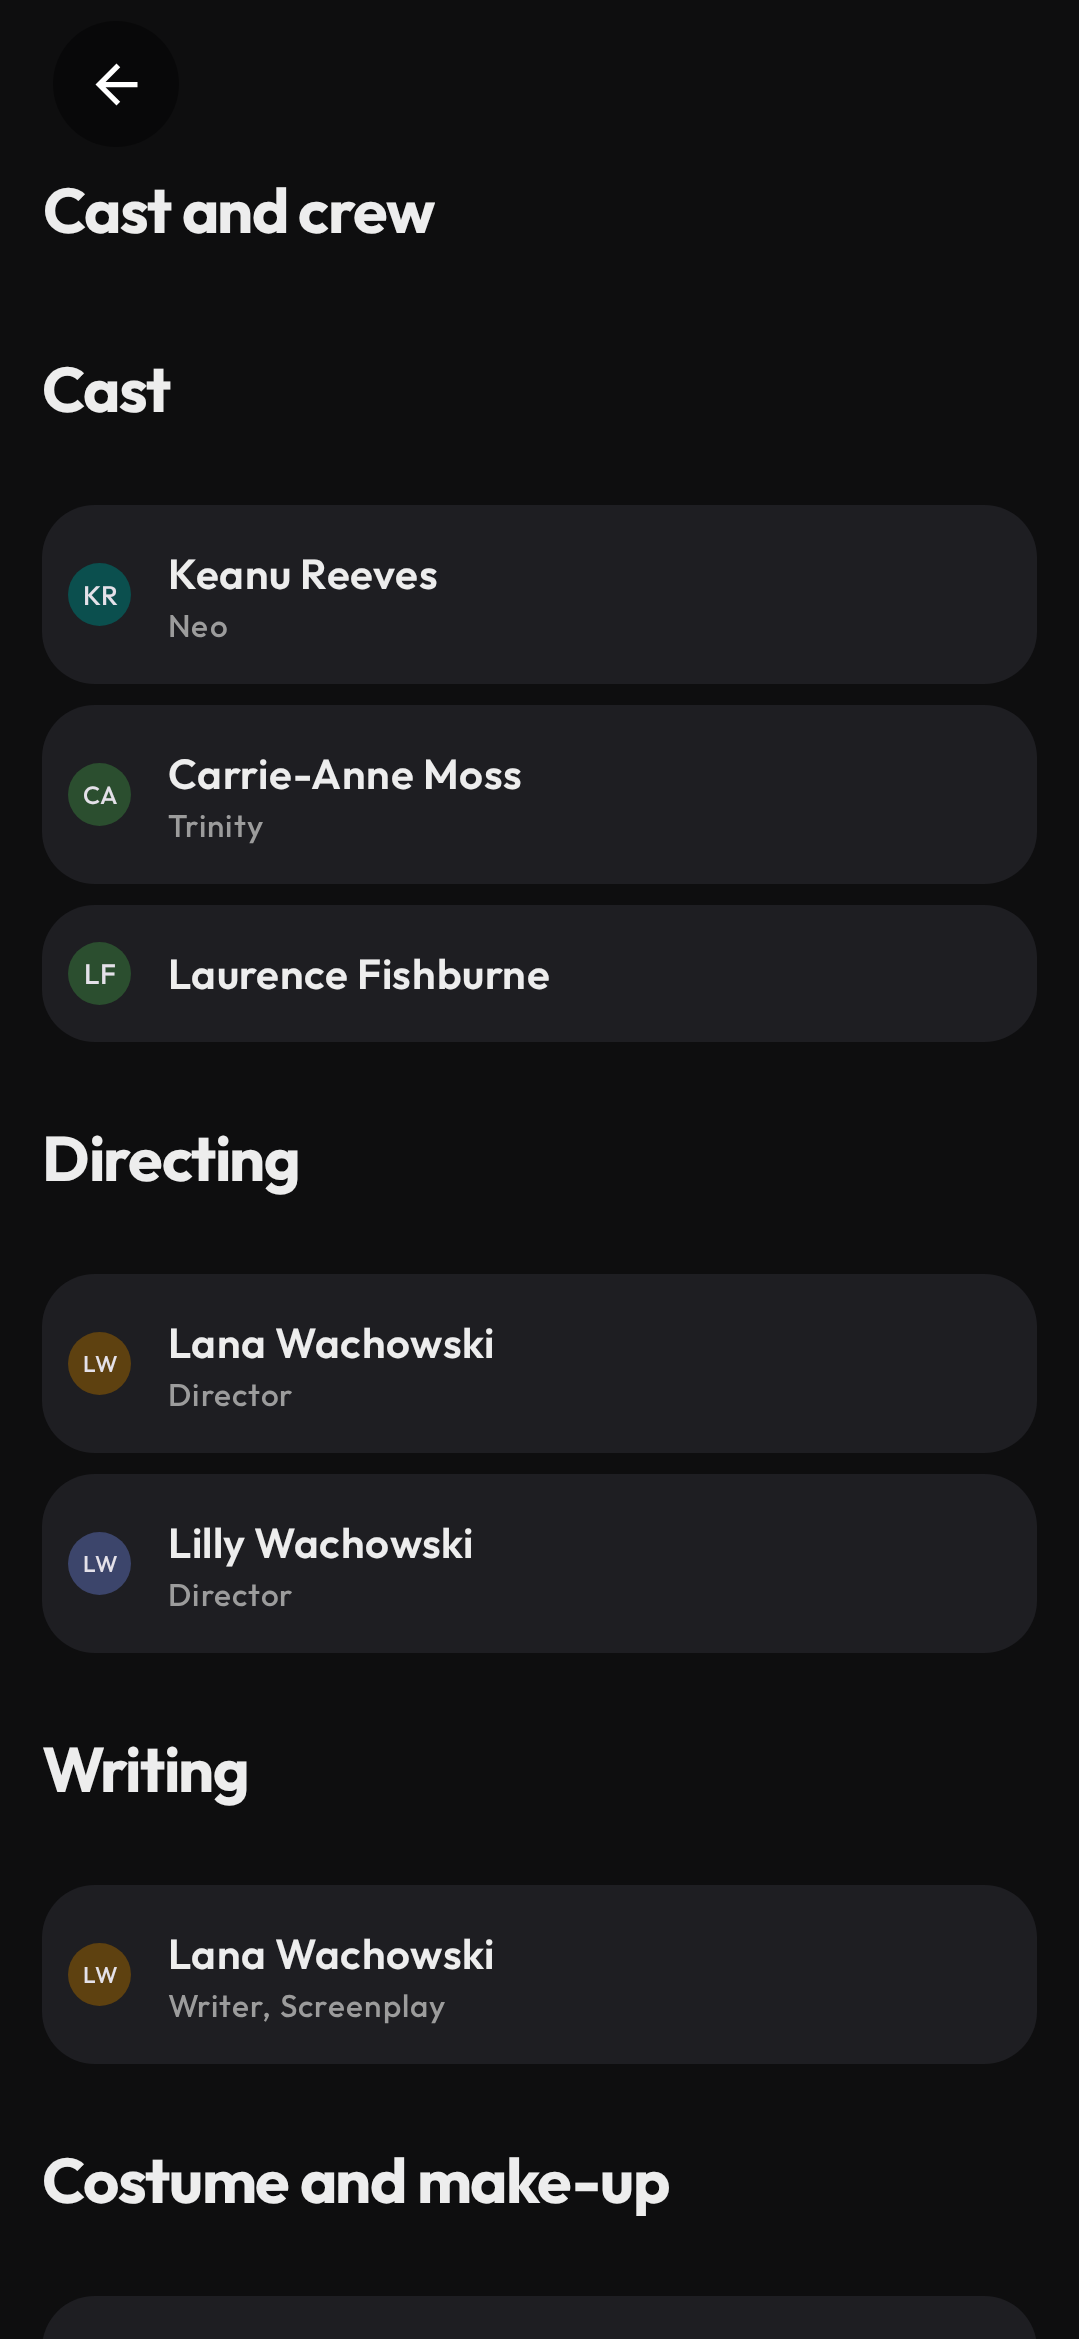 Cast and crew
Cast
KR
Keanu Reeves
Neo
CA
Carrie-Anne Moss
Trinity
LF
Laurence Fishburne
Directing
LW
Lana Wachowski
Director
LW
Lilly Wachowski
Director
Writing
LW
Lana Wachowski
Writer, Screenplay
Costume and make-up